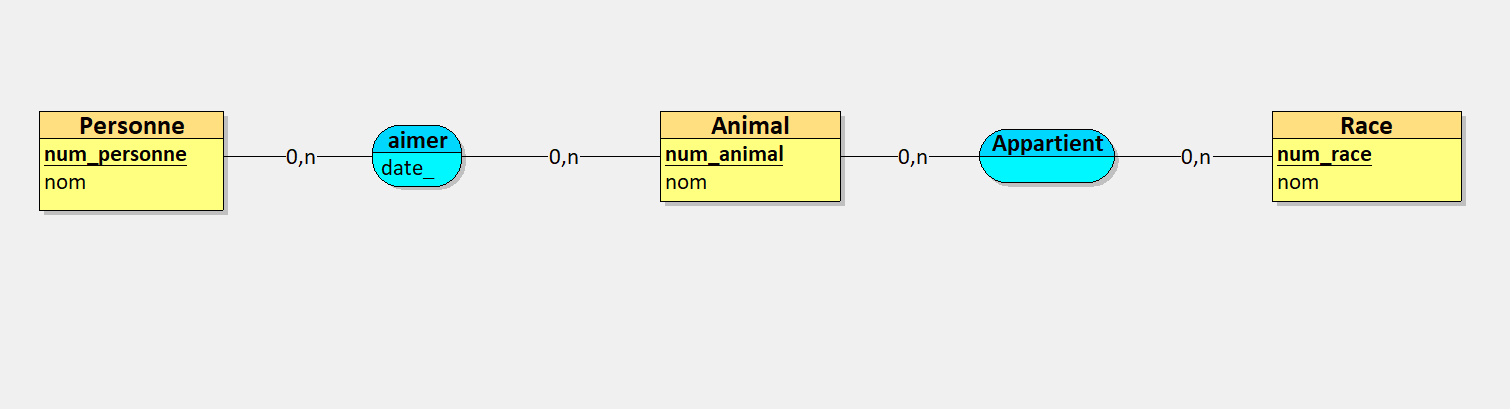 Personne
num_personne
nom
0,n
aimer
date_
0,n
Animal
num_animal
nom
0,n
Appartient
0,n
Race
num_race
nom